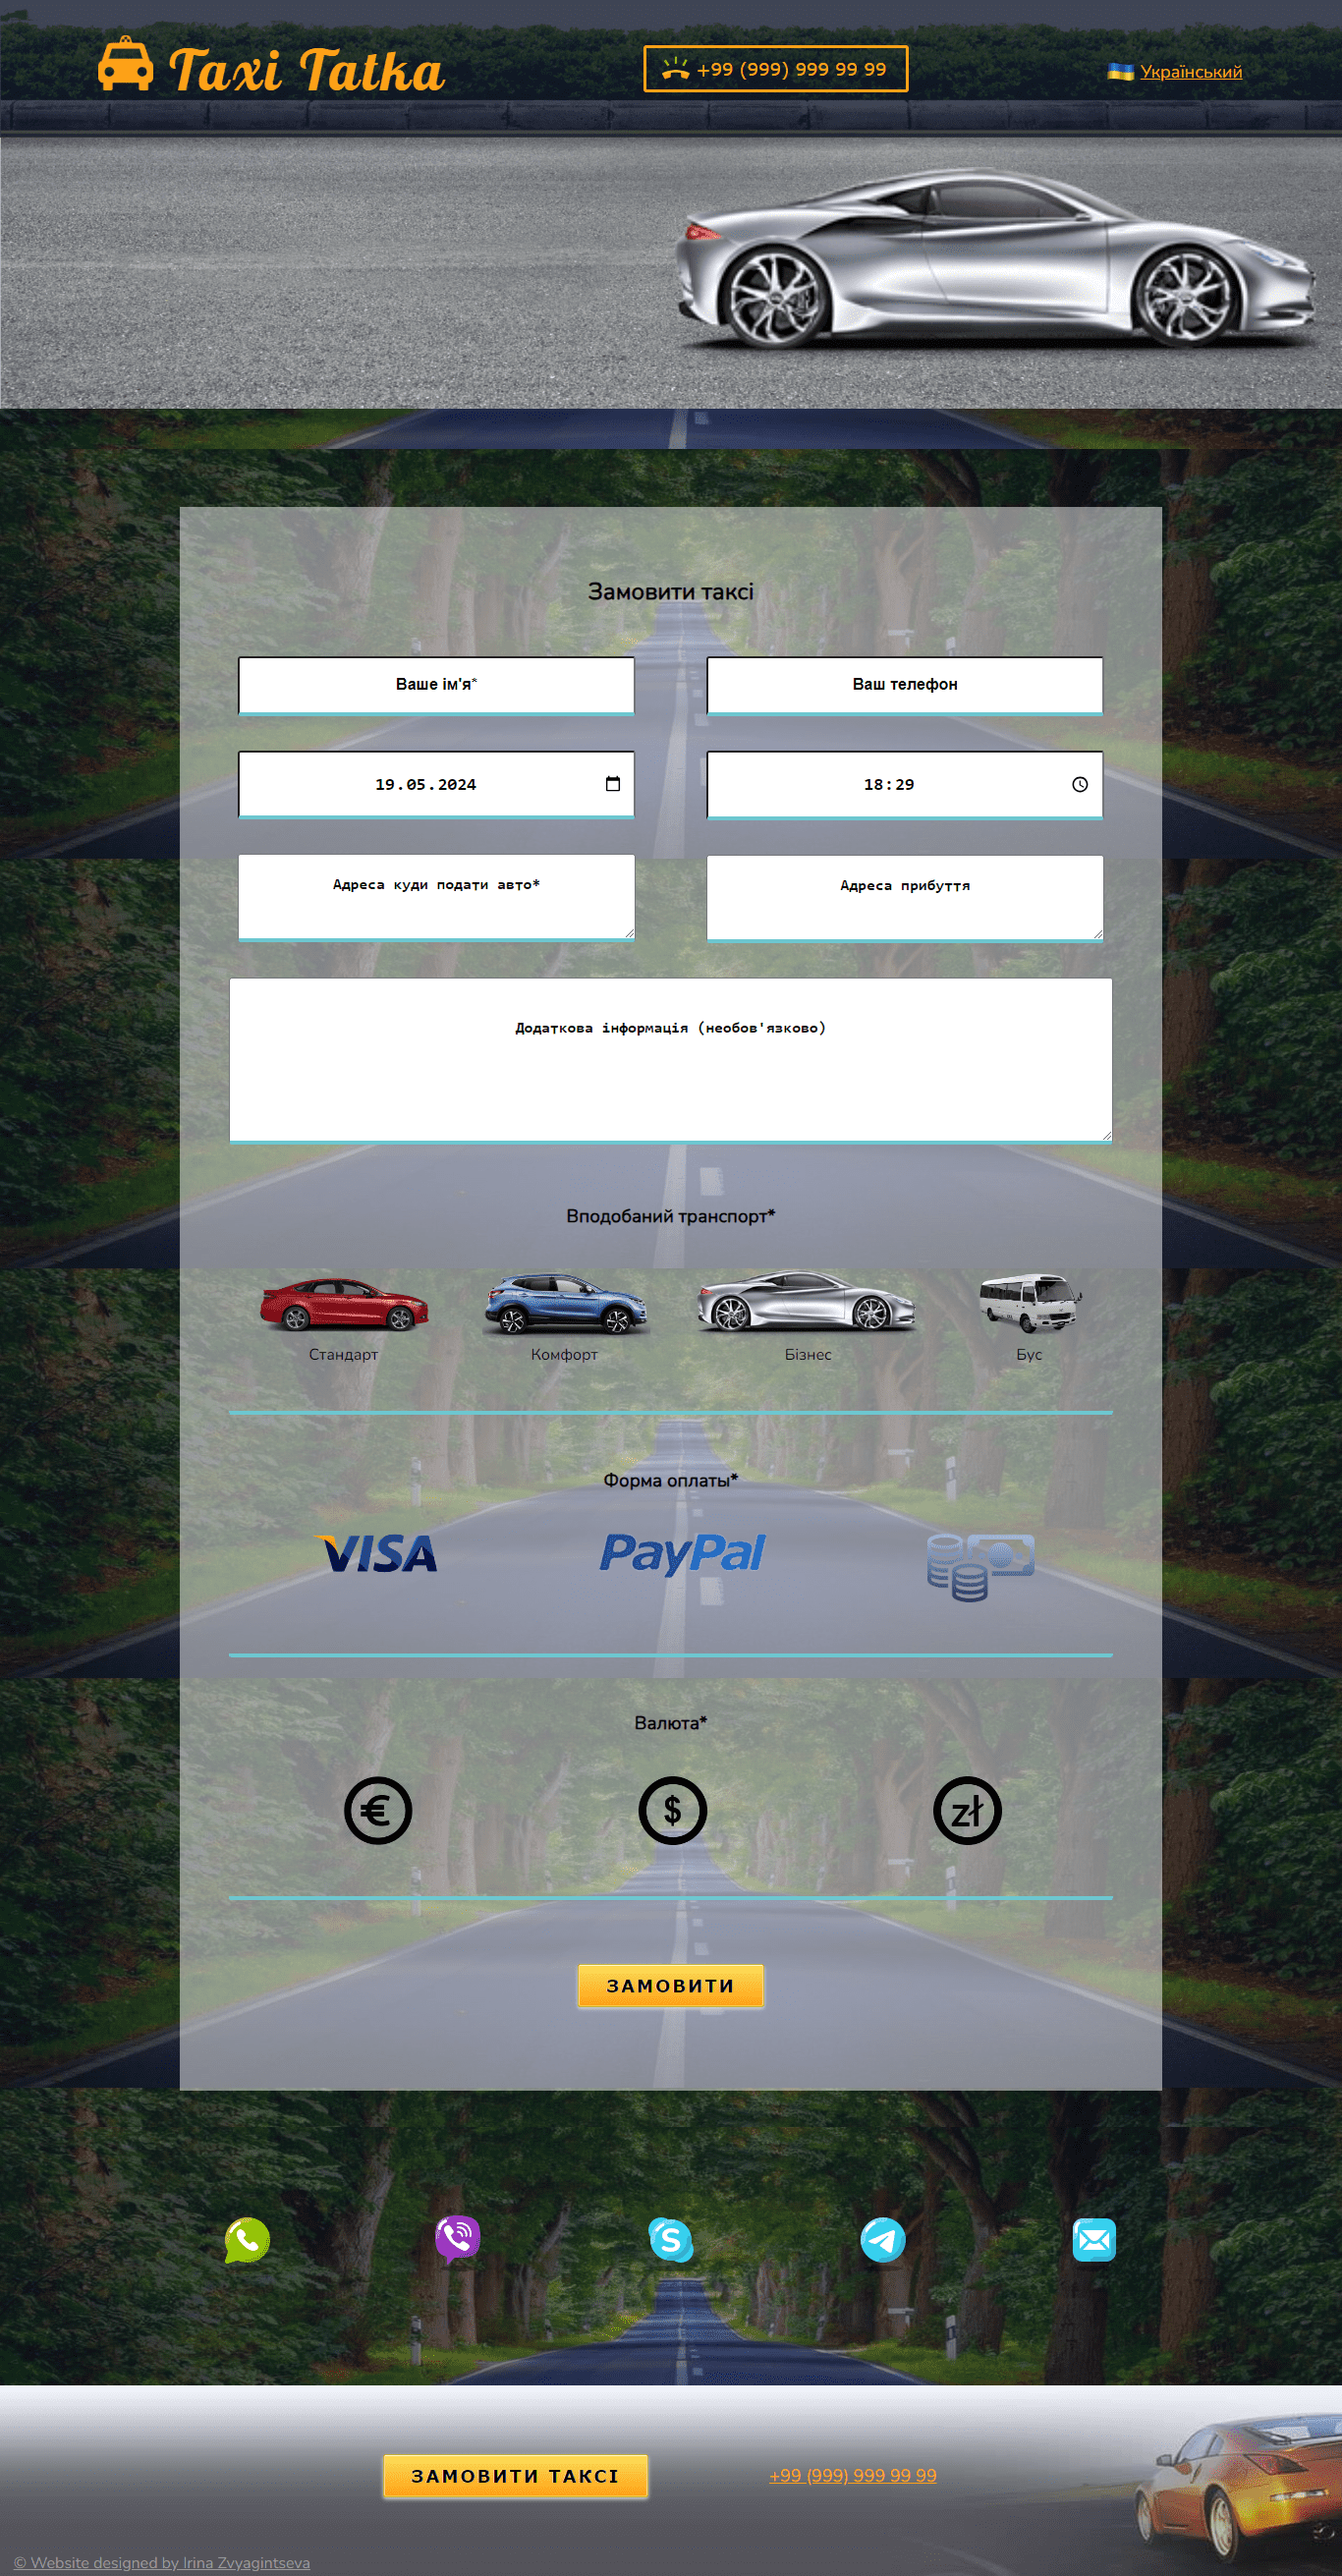 Taxi Tatka
+99 (999) 999 99 99
Український
Замовити таксі
Ваше ім'я*
Ваш телефон
19.05.2024
18:29
Адреса куди подати авто*
Адреса прибуття
Додаткова інформація (необов'язково)
Вподобаний транспорт*
Стандарт
Комфорт
Бізнес
Бус
Форма оплаты*
VISA
PayPal
Валюта*
€
$
zł
ЗАМОВИТИ
ЗАМОВИТИ ТАКСІ
+99 (999) 999 99 99
© Website designed by Irina Zvyagintseva